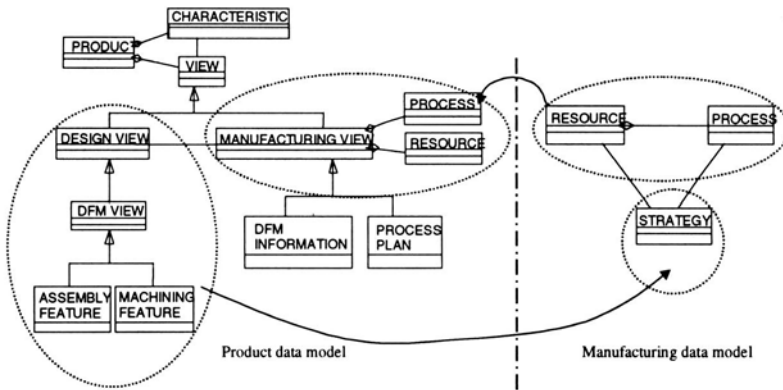 CHARACTERISTIC
PRODUC
VIEW
PROCESS
RESOURCE
DESIGN VIEW
MANUFACTURING VIEW
RESOURCE
PROCESS
DFM VIEW
DFM
INFORMATION
PROCESS
PLAN
STRATEGY
ASSEMBLY
FEATURE
MACHINING
FEATURE
Product data model
Manufacturing data model